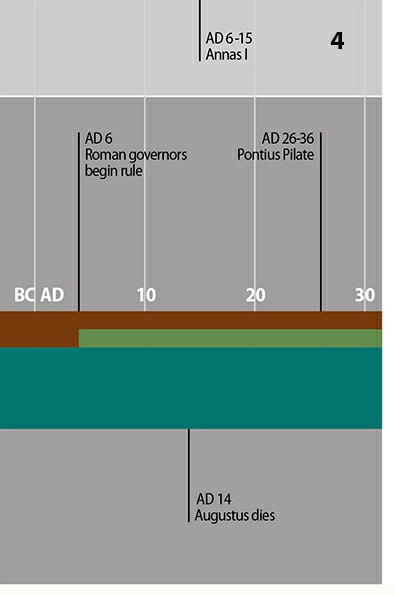 AD 6-15
Annas I
4
AD 6
Roman governors
begin rule
AD 26-36
Pontius Pilate
BC AD 10 20 30
AD 14
Augustus dies